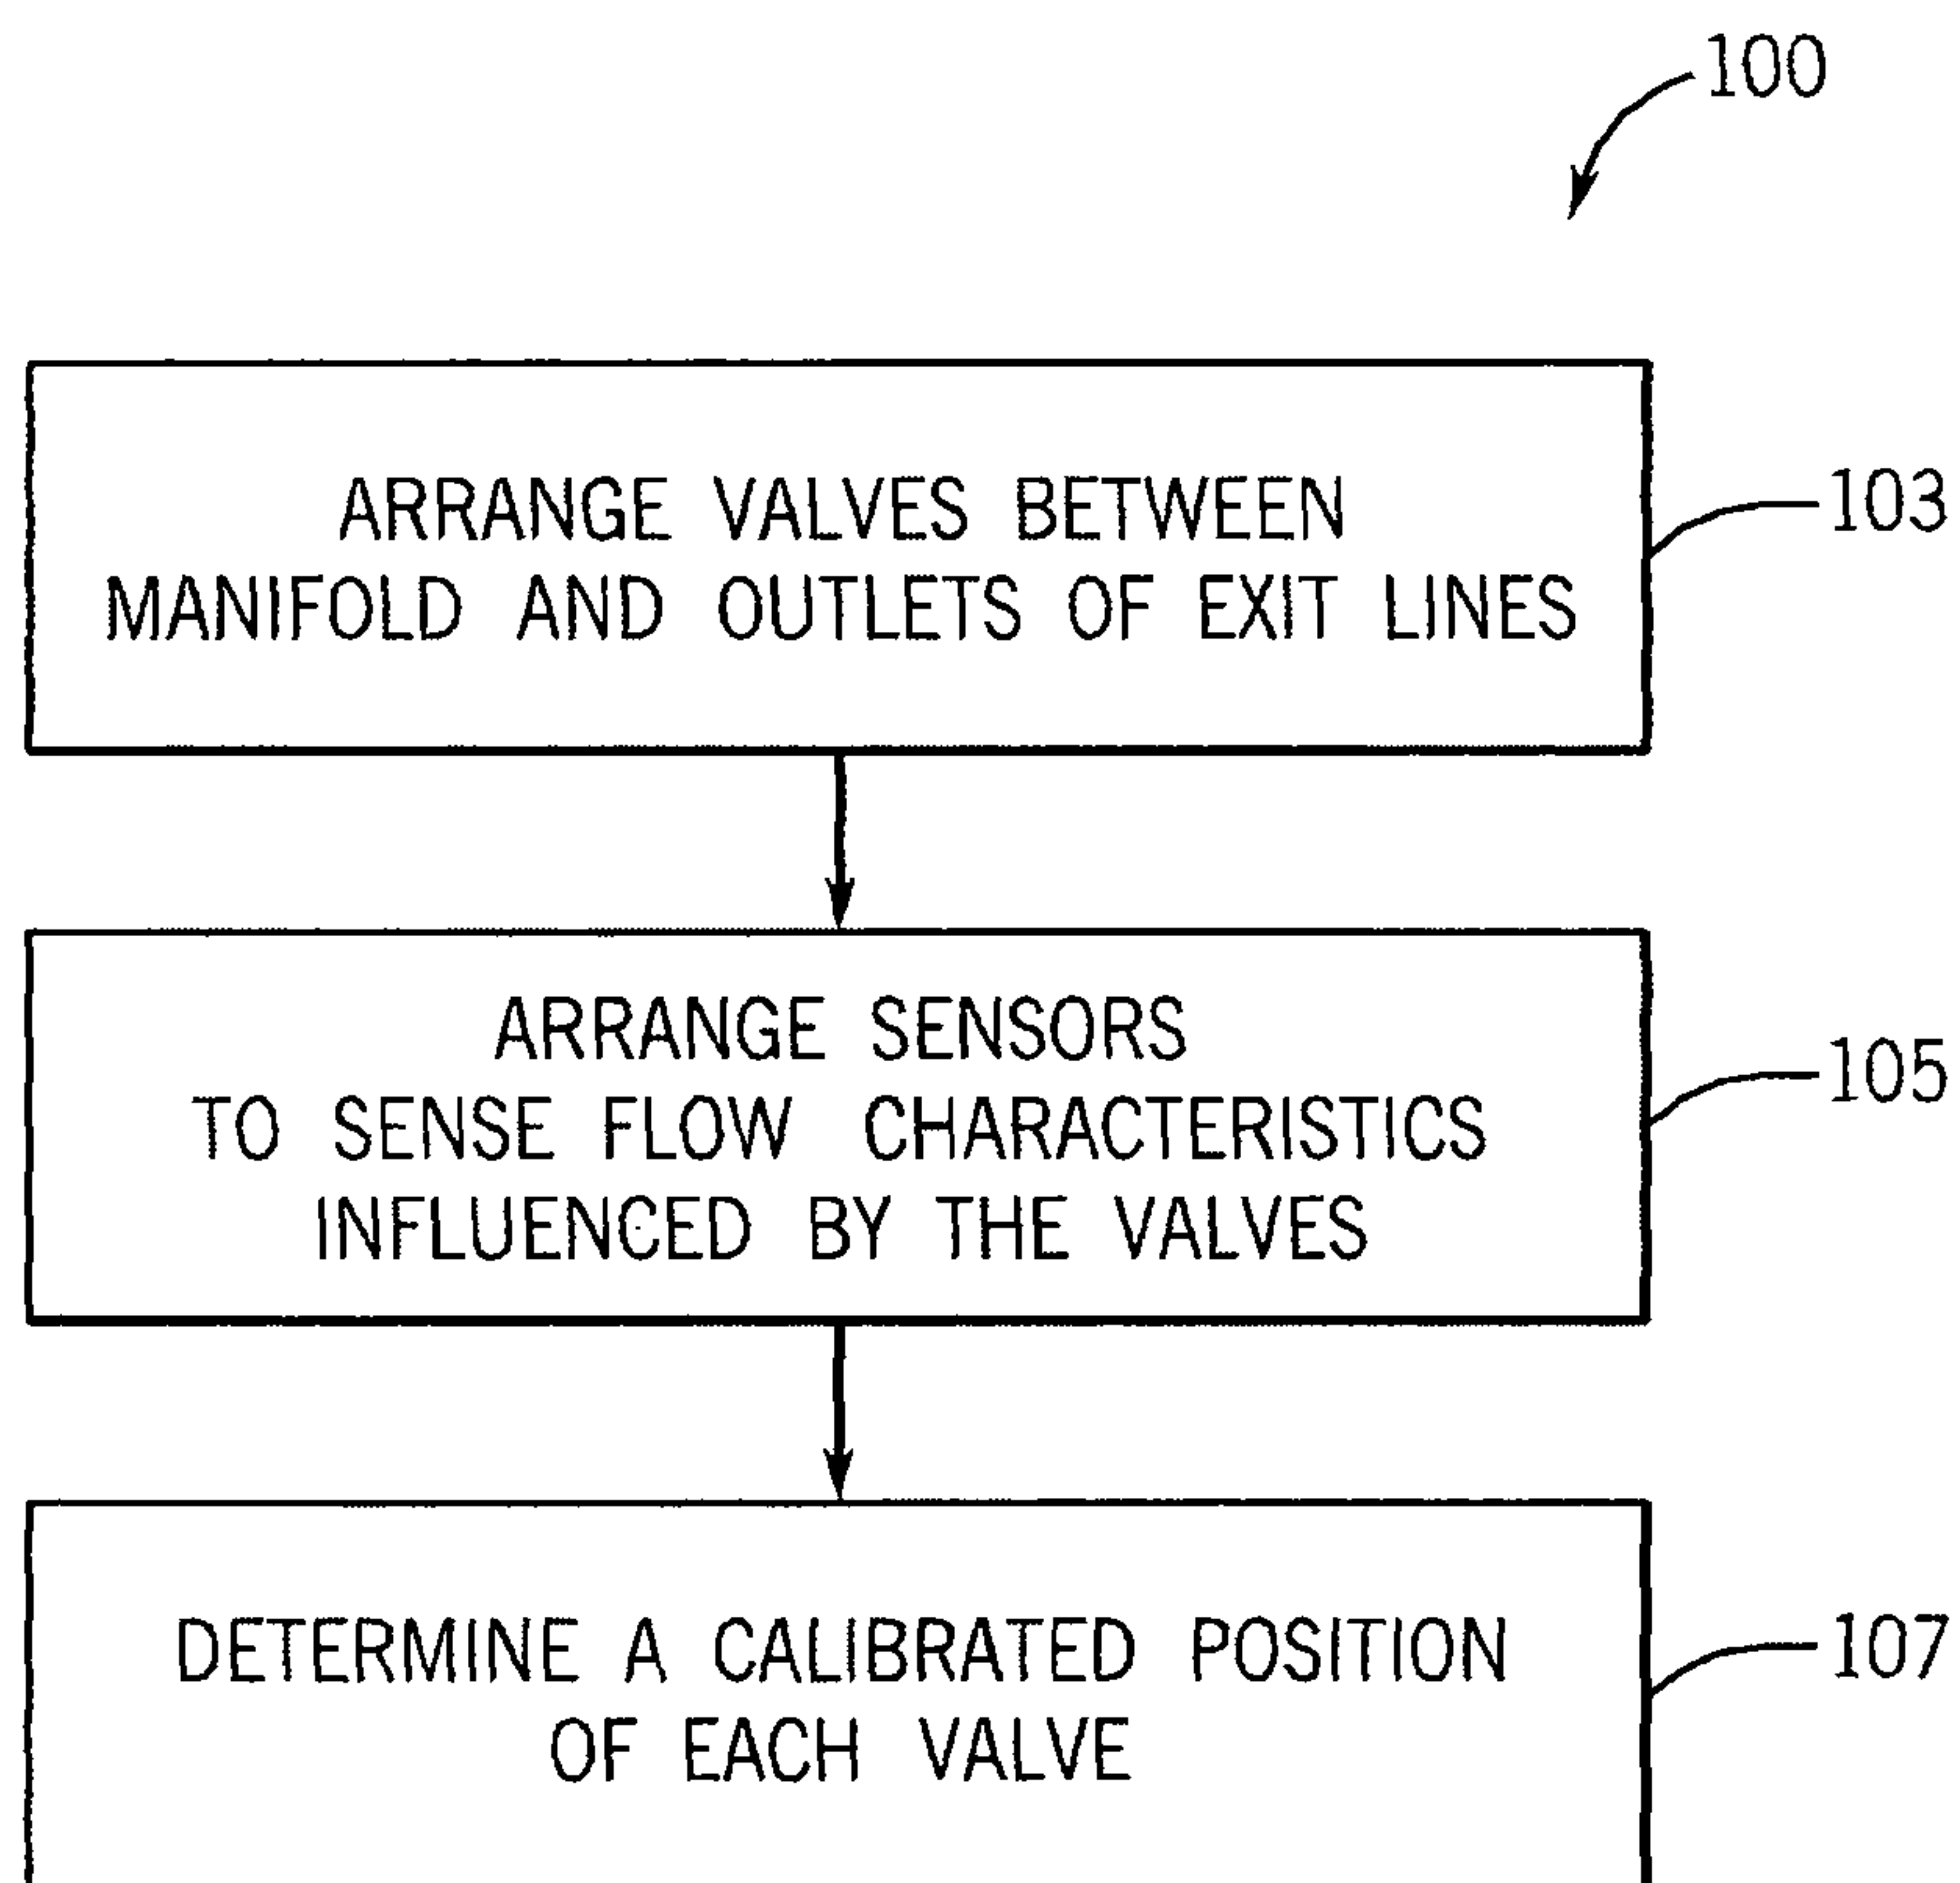 100
ARRANGE VALVES BETWEEN
MANIFOLD AND OUTLETS OF EXIT LINES
103
ARRANGE SENSORS
TO SENSE FLOW CHARACTERISTICS
INFLUENCED BY THE VALVES
105
DETERMINE A CALIBRATED POSITION
OF EACH VALVE
107